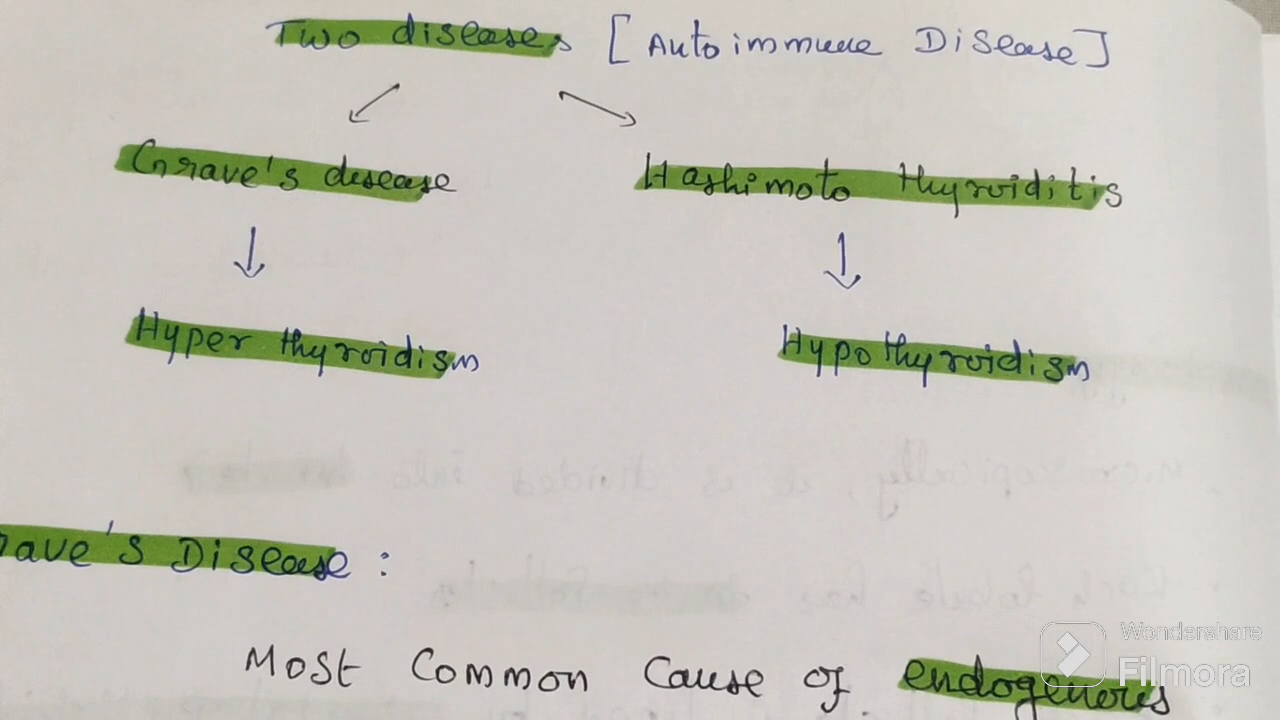 Two diseases [Autoimmune Disease]
Grave's disease Hashimoto thyroiditis
Hyper thyroidism Hypothyroidism
rave's Disease :
Most Common Cause of endogenous
Wondershare
Filmora